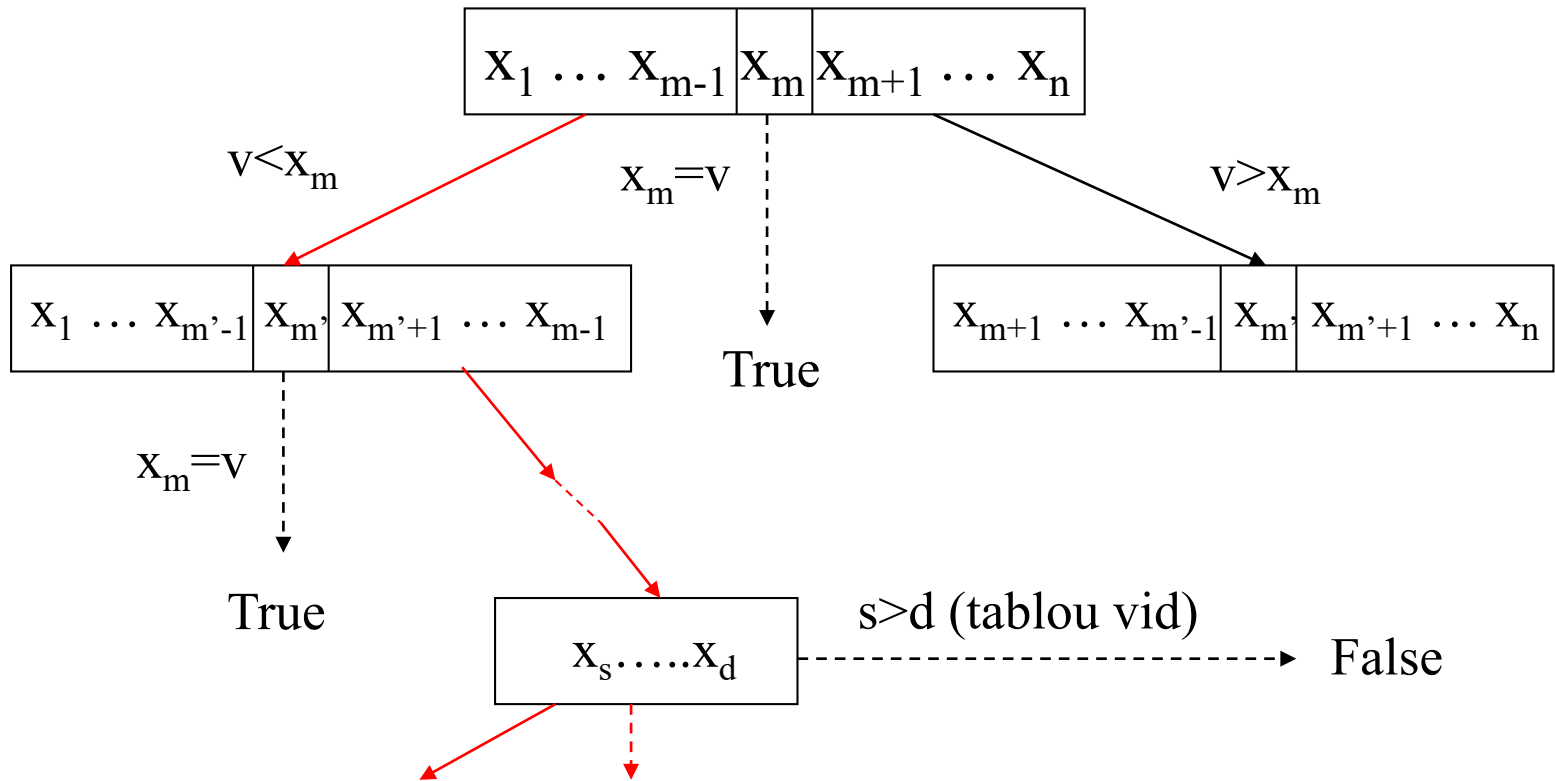 x₁ … xₘ₋₁ xₘ xₘ₊₁ … xₙ
v<xₘ
xₘ=v
v>xₘ
x₁ … xₘ’₋₁ xₘ’ xₘ’₊₁ … xₘ₋₁
True
xₘ₊₁ … xₘ’₋₁ xₘ’ xₘ’₊₁ … xₙ
xₘ=v
True
s>d (tablou vid)
xₛ…..x_d
False